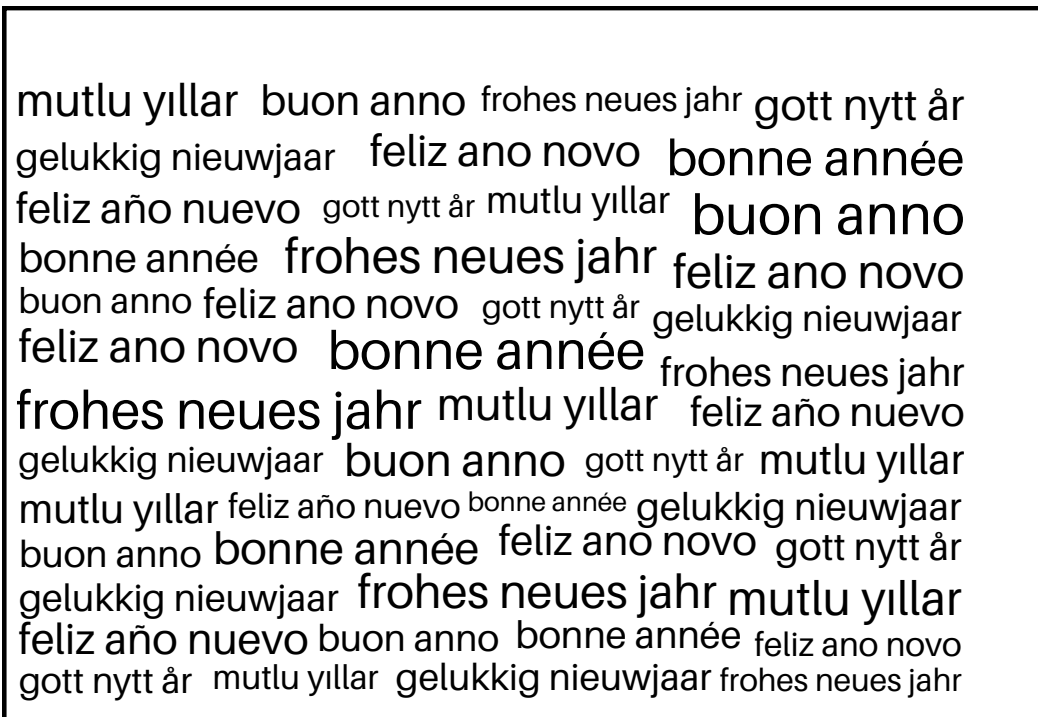 mutlu yıllar buon anno frohes neues jahr gott nytt år
gelukkig nieuwjaar feliz ano novo bonne année
feliz año nuevo gott nytt år mutlu yıllar buon anno
bonne année frohes neues jahr feliz ano novo
buon anno feliz ano novo gott nytt år gelukkig nieuwjaar
feliz ano novo bonne année frohes neues jahr
frohes neues jahr mutlu yıllar feliz año nuevo
gelukkig nieuwjaar buon anno gott nytt år mutlu yıllar
mutlu yıllar feliz año nuevo bonne année gelukkig nieuwjaar
buon anno bonne année feliz ano novo gott nytt år
gelukkig nieuwjaar frohes neues jahr mutlu yıllar
feliz año nuevo buon anno bonne année feliz ano novo
gott nytt år mutlu yıllar gelukkig nieuwjaar frohes neues jahr